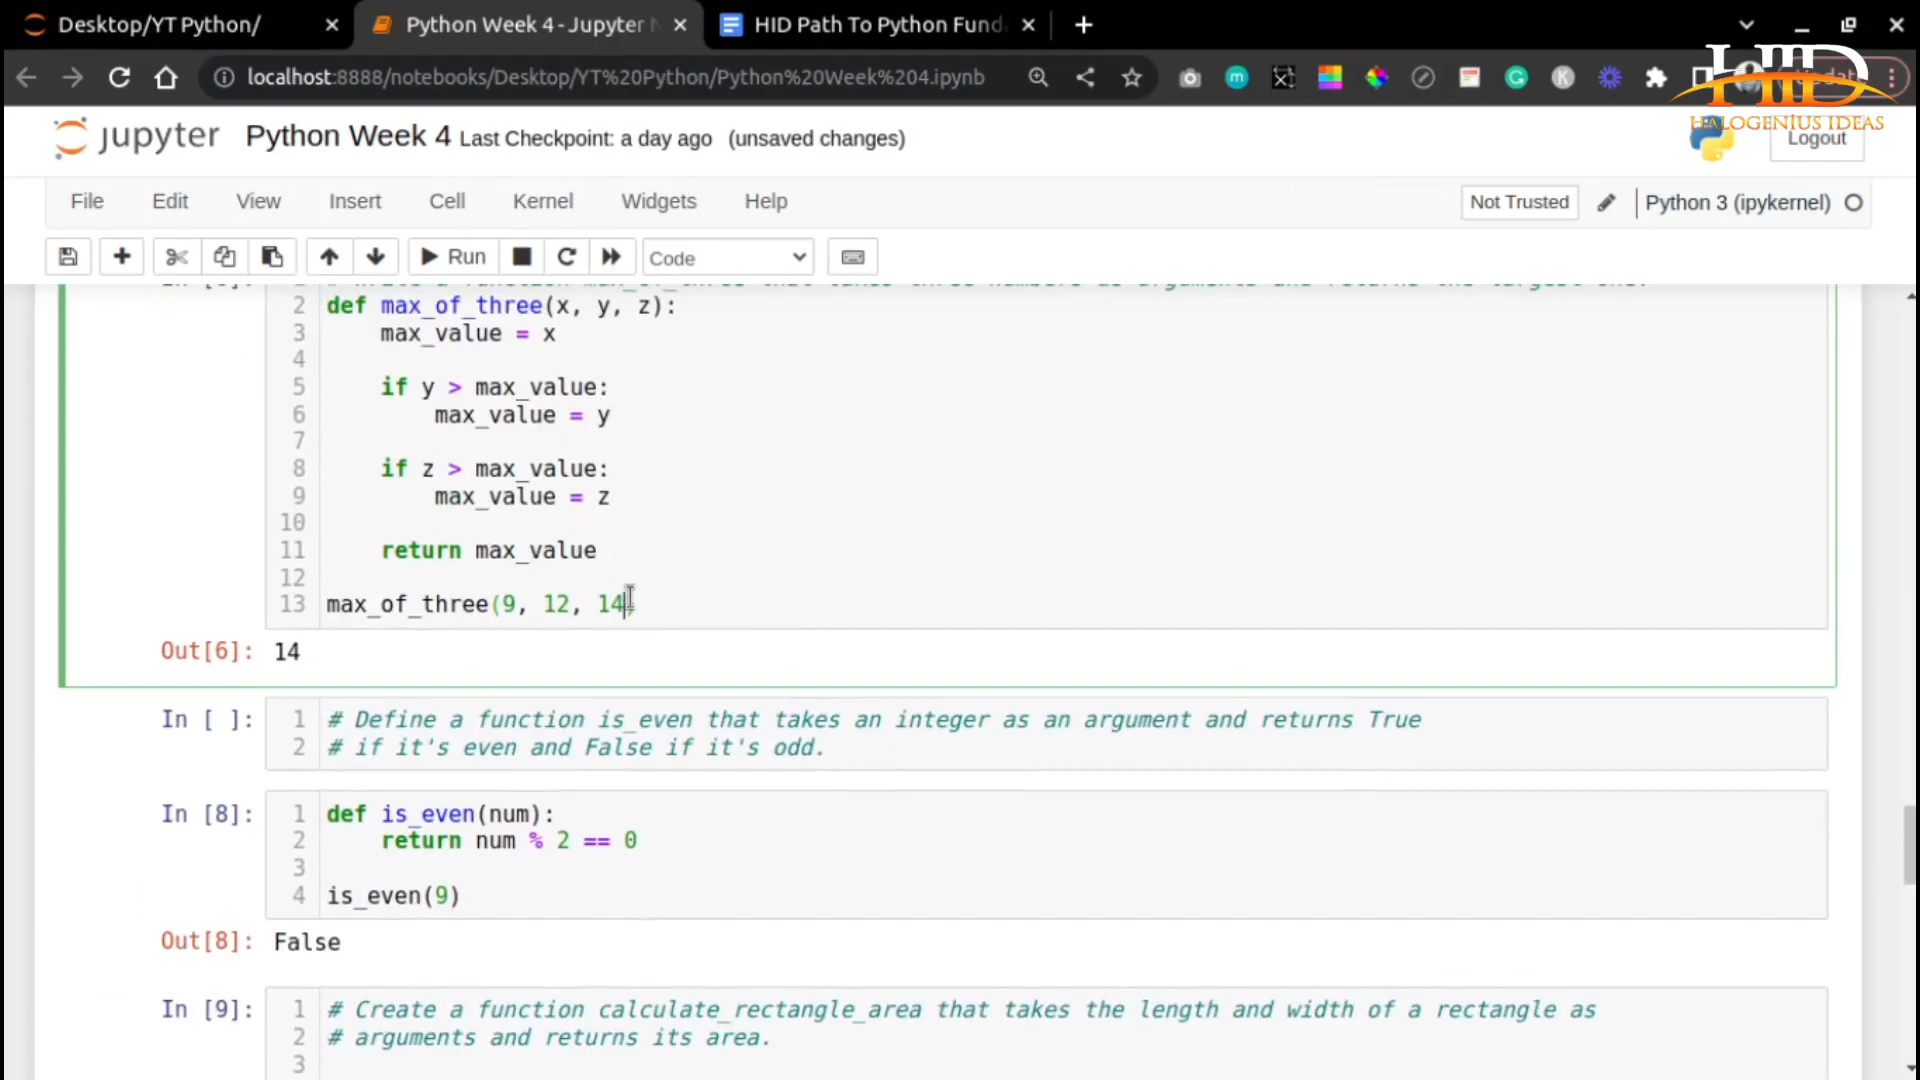 Desktop/YT Python/
Python Week 4 - Jupyter N
HID Path To Python Fund
localhost:8888/notebooks/Desktop/YT%20Python/Python%20Week%204.ipynb
HID
HALOGENIUS IDEAS
jupyter Python Week 4 Last Checkpoint: a day ago (unsaved changes)
Logout
File Edit View Insert Cell Kernel Widgets Help
Not Trusted Python 3 (ipykernel)
Run Code
2 def max_of_three(x, y, z):
3 max_value = x
4
5 if y > max_value:
6 max_value = y
7
8 if z > max_value:
9 max_value = z
10
11 return max_value
12
13 max_of_three(9, 12, 14)
Out[6]: 14
In [ ]: 1 # Define a function is_even that takes an integer as an argument and returns True
2 # if it's even and False if it's odd.
In [8]: 1 def is_even(num):
2 return num % 2 == 0
3
4 is_even(9)
Out[8]: False
In [9]: 1 # Create a function calculate_rectangle_area that takes the length and width of a rectangle as
2 # arguments and returns its area.
3